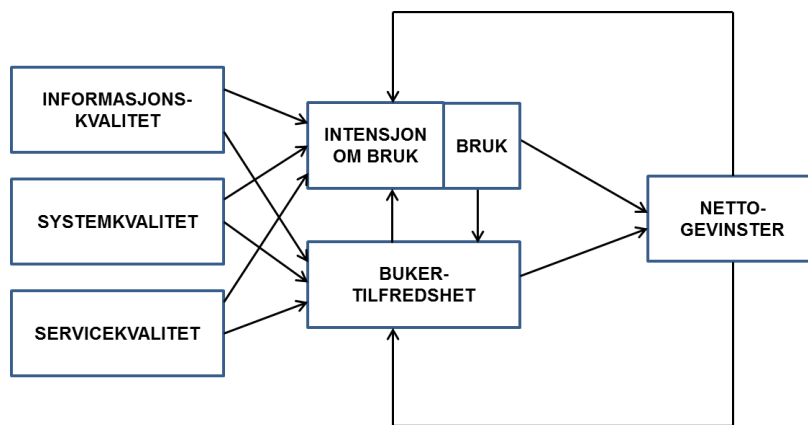 INFORMASJONS-
KVALITET
INTENSJON
OM BRUK
BRUK
SYSTEMKVALITET
NETTO-
GEVINSTER
BUKER-
TILFREDSHET
SERVICEKVALITET